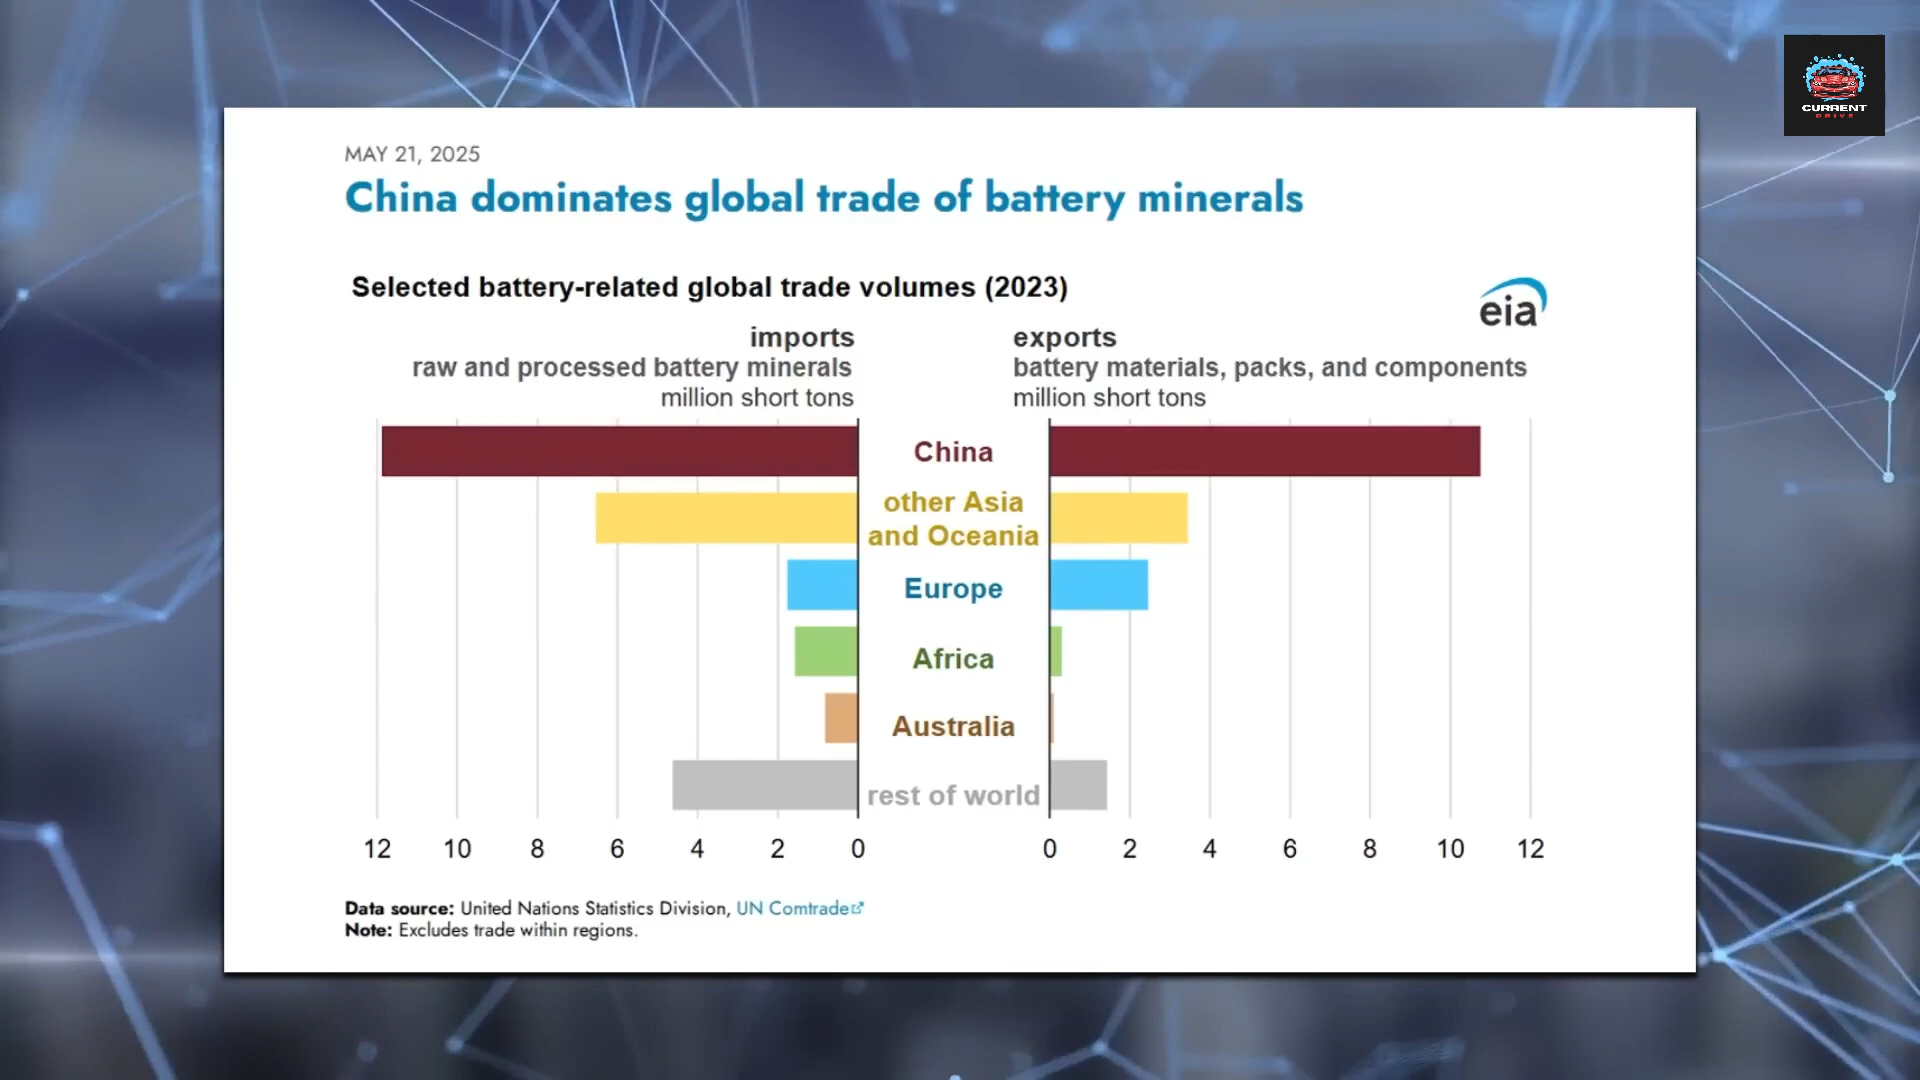 CURRENT
DRIVE
MAY 21, 2025
China dominates global trade of battery minerals
Selected battery-related global trade volumes (2023)
eia
imports
raw and processed battery minerals
million short tons
exports
battery materials, packs, and components
million short tons
China
other Asia
and Oceania
Europe
Africa
Australia
rest of world
12 10 8 6 4 2 0
0 2 4 6 8 10 12
Data source: United Nations Statistics Division, UN Comtrade
Note: Excludes trade within regions.